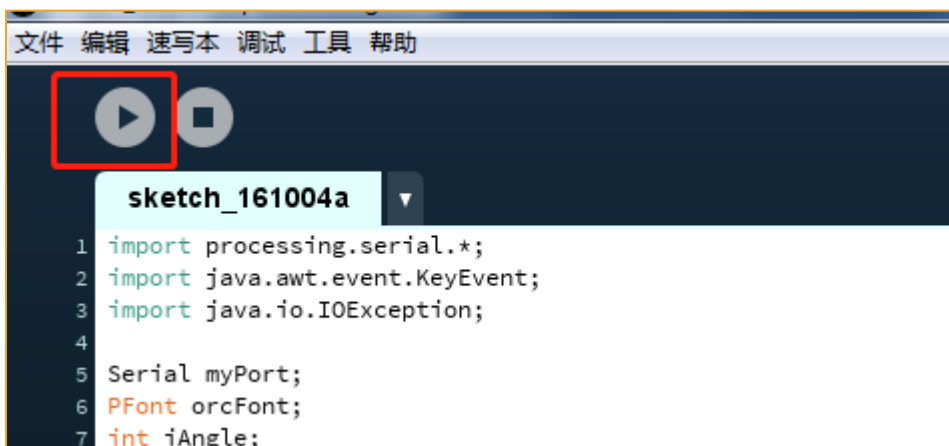 文件 编辑 速写本 调试 工具 帮助
sketch_161004a
1 import processing.serial.*;
2 import java.awt.event.KeyEvent;
3 import java.io.IOException;
4
5 Serial myPort;
6 PFont orcFont;
7 int iAngle;